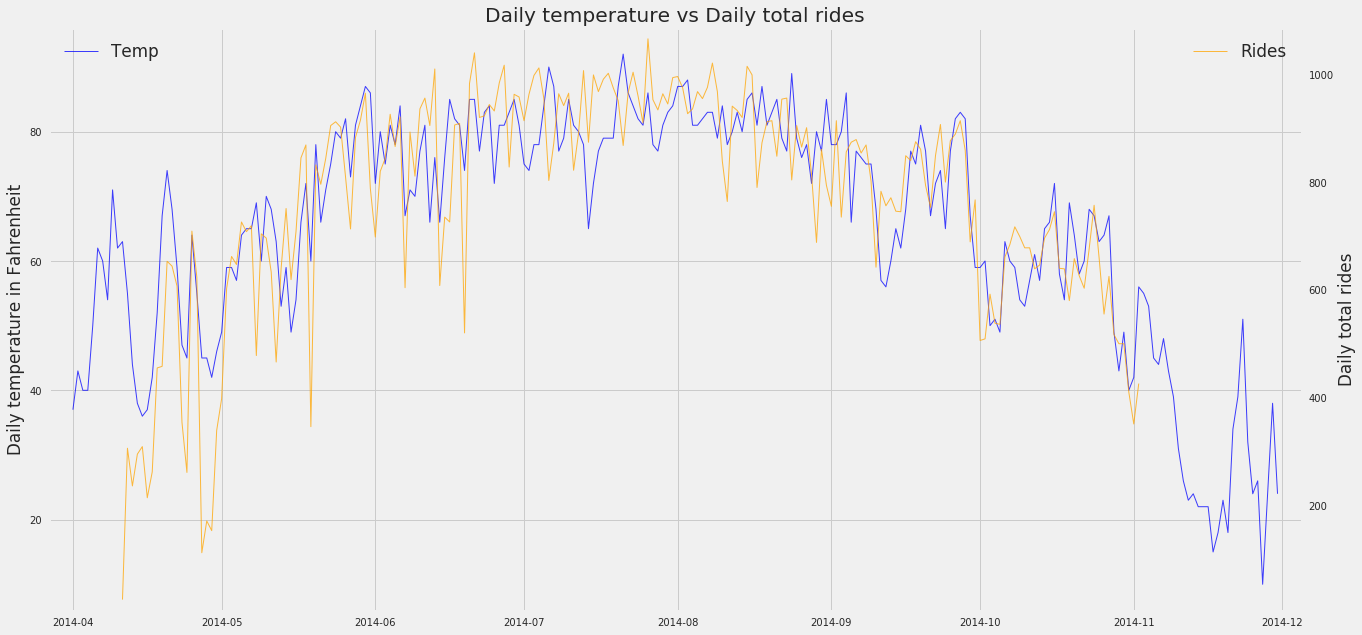 Daily temperature vs Daily total rides
Temp
Rides
Daily temperature in Fahrenheit
80
60
40
20
1000
800
600
400
200
Daily total rides
2014-04 2014-05 2014-06 2014-07 2014-08 2014-09 2014-10 2014-11 2014-12